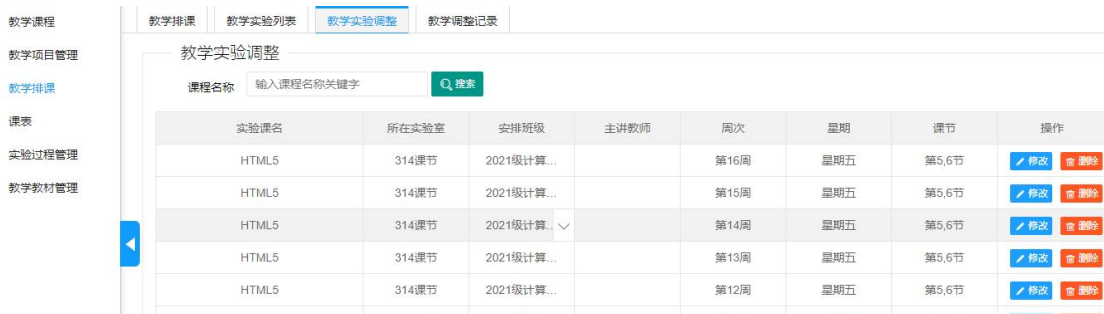 教学课程
教学项目管理
教学排课
课表
实验过程管理
教学教材管理
教学排课 教学实验列表 教学实验调整 教学调整记录
教学实验调整
课程名称 输入课程名称关键字 搜索
实验课名 所在实验室 安排班级 主讲教师 周次 星期 课节 操作
HTML5 314课节 2021级计算... 第16周 星期五 第5,6节 修改 删除
HTML5 314课节 2021级计算... 第15周 星期五 第5,6节 修改 删除
HTML5 314课节 2021级计算... 第14周 星期五 第5,6节 修改 删除
HTML5 314课节 2021级计算... 第13周 星期五 第5,6节 修改 删除
HTML5 314课节 2021级计算... 第12周 星期五 第5,6节 修改 删除